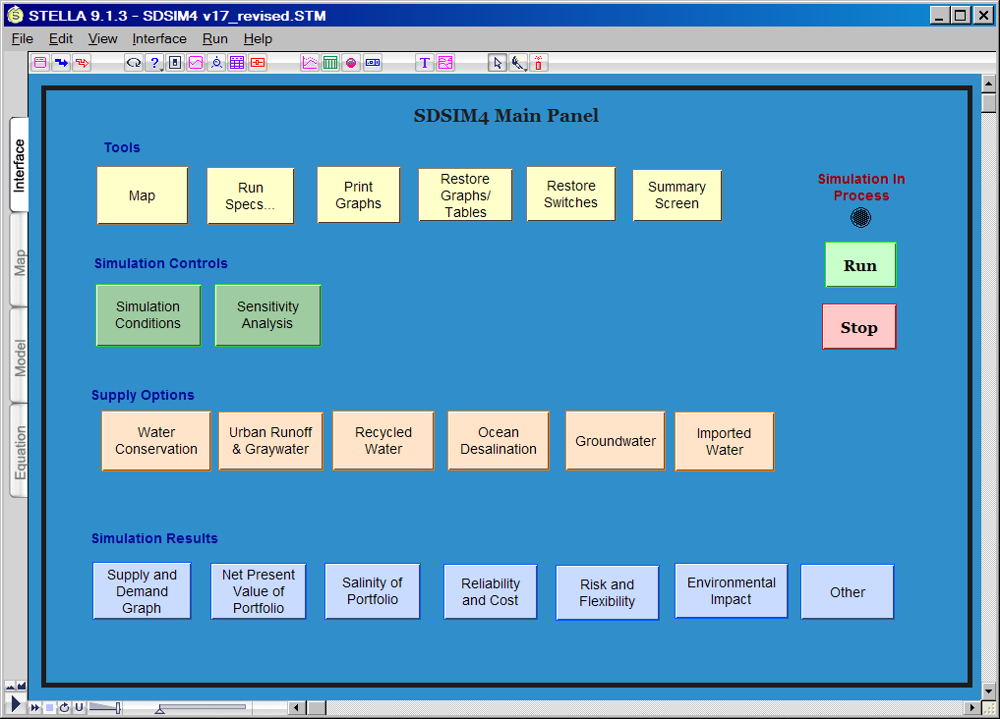 STELLA 9.1.3 - SDSIM4 v17_revised.STM
File Edit View Interface Run Help
? T
SDSIM4 Main Panel
Interface
Map
Model
Equation
Tools
Map
Run
Specs...
Print
Graphs
Restore
Graphs/
Tables
Restore
Switches
Summary
Screen
Simulation In
Process
Run
Stop
Simulation Controls
Simulation
Conditions
Sensitivity
Analysis
Supply Options
Water
Conservation
Urban Runoff
& Graywater
Recycled
Water
Ocean
Desalination
Groundwater
Imported
Water
Simulation Results
Supply and
Demand
Graph
Net Present
Value of
Portfolio
Salinity of
Portfolio
Reliability
and Cost
Risk and
Flexibility
Environmental
Impact
Other
U